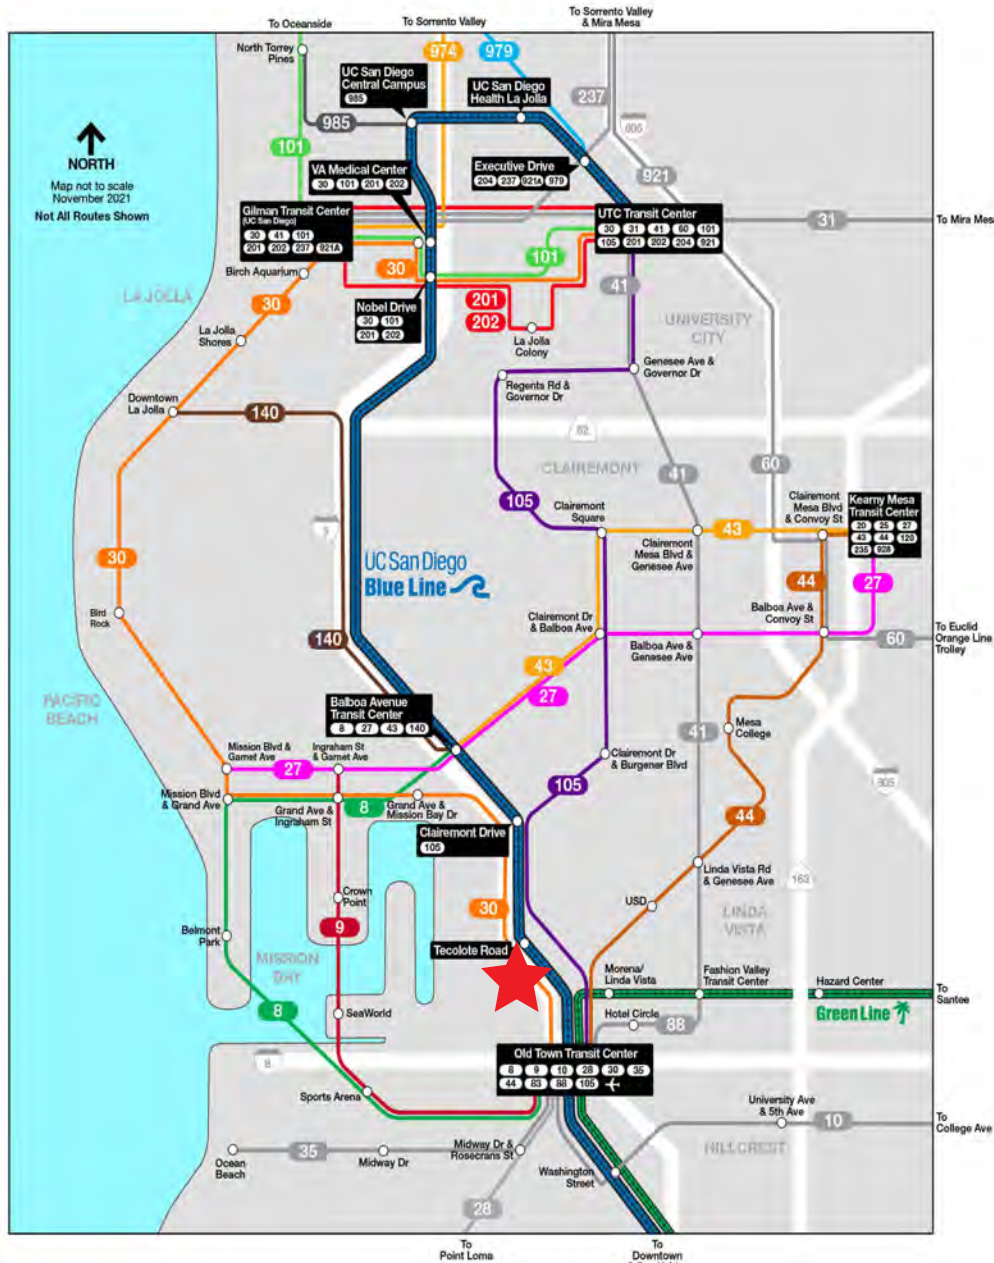 To Oceanside
To Sorrento Valley
To Sorrento Valley
& Mira Mesa
North Torrey
Pines
974
979
UC San Diego
Central Campus
985
UC San Diego
Health La Jolla
237
805
985
NORTH
Map not to scale
November 2021
Not All Routes Shown
101
VA Medical Center
30 101 201 202
Executive Drive
204 237 921A 979
921
Gilman Transit Center
(UC San Diego)
30 41 101
201 202 237 921A
UTC Transit Center
30 31 41 60 101
105 201 202 204 921
31
To Mira Mesa
101
30
Birch Aquarium
LA JOLLA
30
41
201
202
Nobel Drive
30 101
201 202
UNIVERSITY
CITY
La Jolla
Shores
La Jolla
Colony
Genesee Ave &
Governor Dr
Regents Rd &
Governor Dr
Downtown
La Jolla
140
52
CLAIREMONT
41
60
105
Clairemont
Square
Clairemont
Mesa Blvd
& Convoy St
Kearny Mesa
Transit Center
20 25 27
43 44 120
235 928
5
43
Clairemont
Mesa Blvd &
Genesee Ave
30
UC San Diego
Blue Line
44
27
Bird
Rock
Clairemont Dr
& Balboa Ave
Balboa Ave &
Convoy St
140
Balboa Ave &
Genesee Ave
60
To Euclid
Orange Line
Trolley
43
27
PACIFIC
BEACH
Balboa Avenue
Transit Center
8 27 43 140
41
Mesa
College
Mission Blvd &
Garnet Ave
Ingraham St
& Garnet Ave
27
Clairemont Dr
& Burgener Blvd
105
805
Mission Blvd
& Grand Ave
Grand Ave &
Ingraham St
8
Grand Ave &
Mission Bay Dr
44
Clairemont Drive
105
Linda Vista Rd
& Genesee Ave
163
Crown
Point
30
USD
LINDA
VISTA
9
Belmont
Park
Tecolote Road
MISSION
BAY
Morena/
Linda Vista
Fashion Valley
Transit Center
Hazard Center
To
Santee
8
SeaWorld
Hotel Circle
88
Green Line
8
Old Town Transit Center
8 9 10 28 30 35
44 83 88 105
Sports Arena
University Ave
& 5th Ave
10
To
College Ave
Midway Dr &
Rosecrans St
HILLCREST
35
Ocean
Beach
Midway Dr
Washington
Street
28
To
Point Loma
To
Downtown